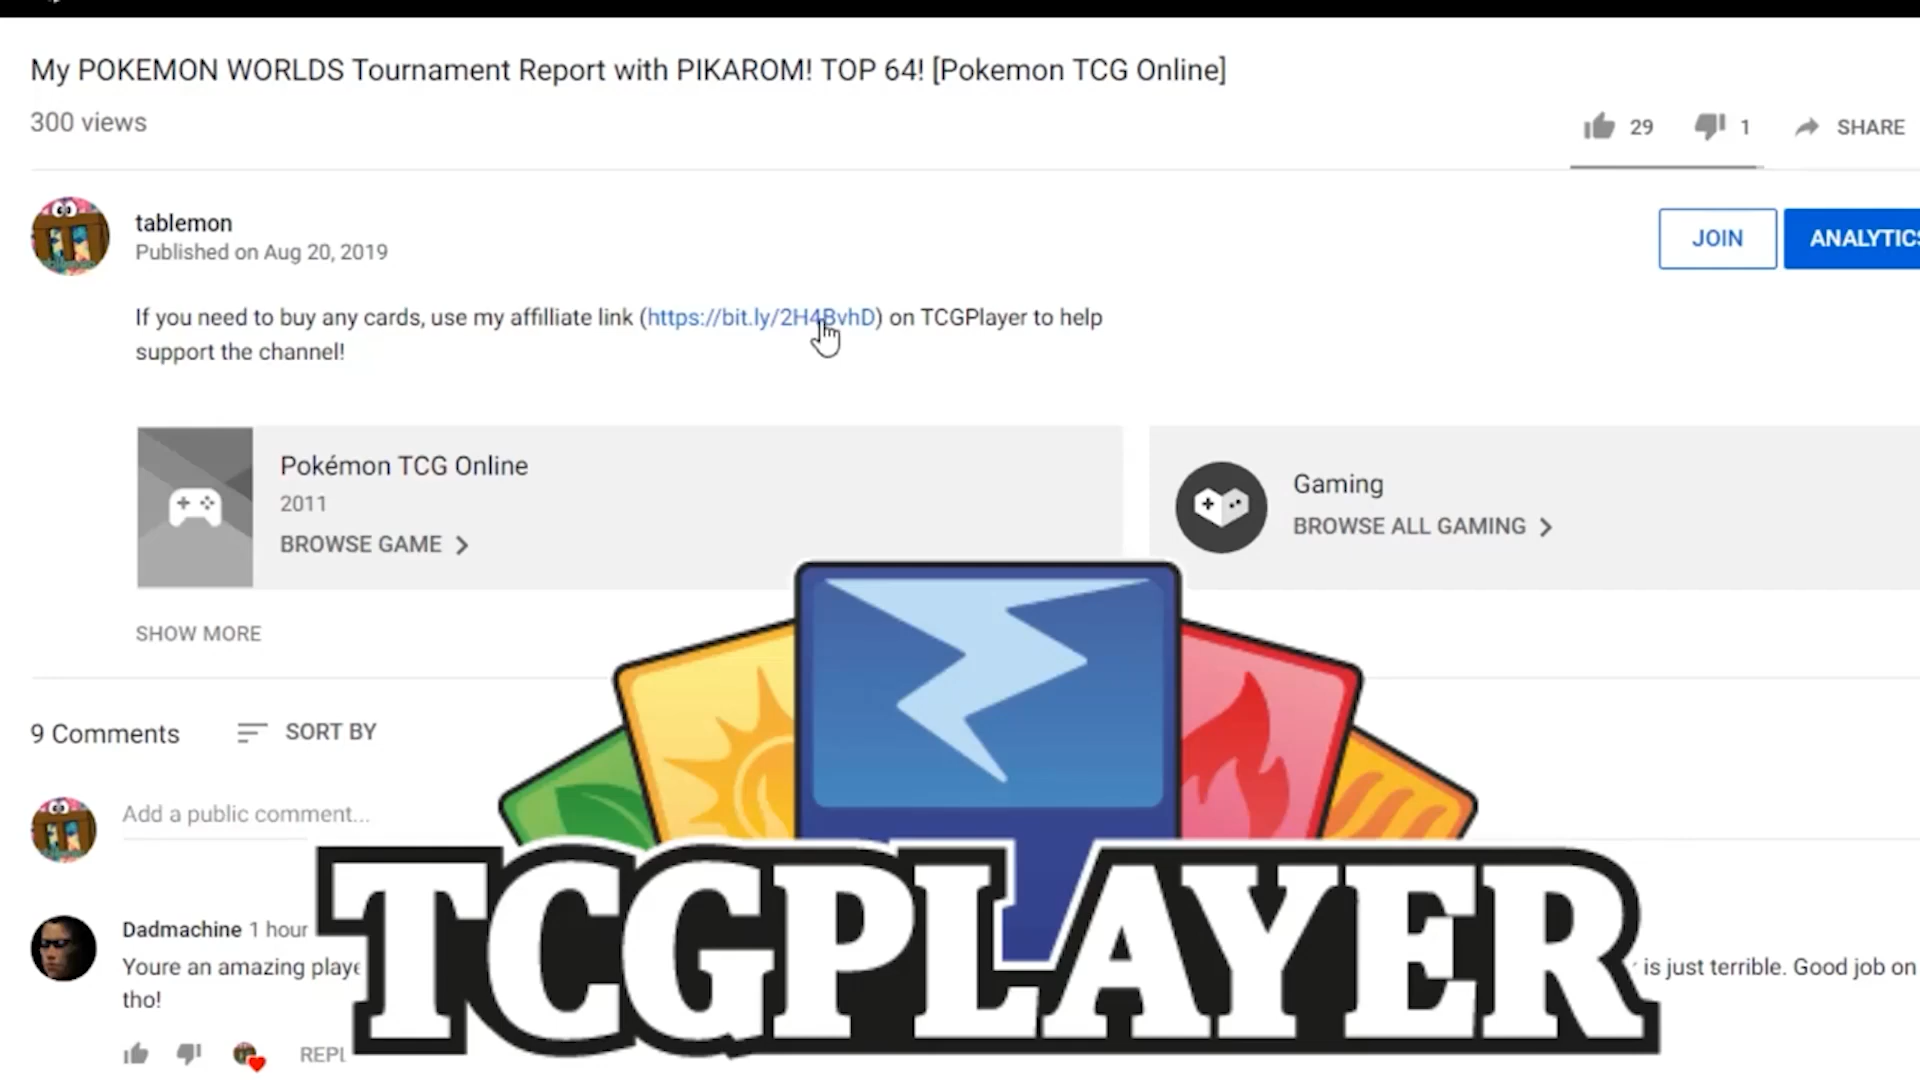 My POKEMON WORLDS Tournament Report with PIKAROM! TOP 64! [Pokemon TCG Online]
300 views
29
1
SHARE
tablemon
Published on Aug 20, 2019
JOIN
ANALYTICS
If you need to buy any cards, use my affilliate link (https://bit.ly/2H4BvhD) on TCGPlayer to help
support the channel!
Pokémon TCG Online
2011
BROWSE GAME
Gaming
BROWSE ALL GAMING
SHOW MORE
9 Comments
SORT BY
Add a public comment...
Dadmachine 1 hour
Youre an amazing playe
is just terrible. Good job on
tho!
REPL
TCGPLAYER